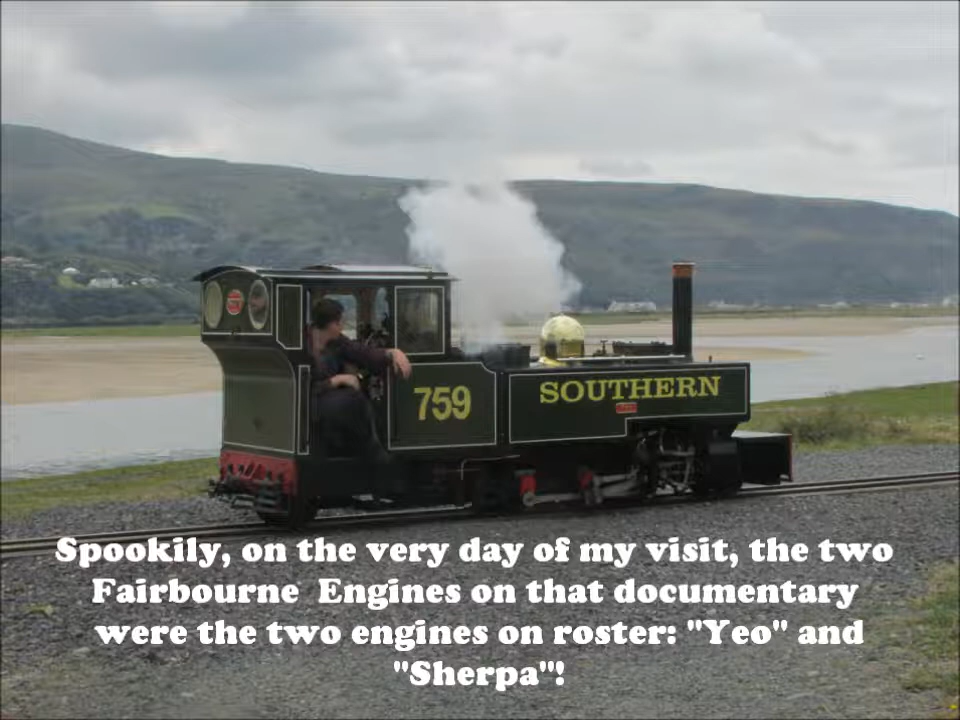 759
SOUTHERN
Spookily, on the very day of my visit, the two
Fairbourne Engines on that documentary
were the two engines on roster: "Yeo" and
"Sherpa"!